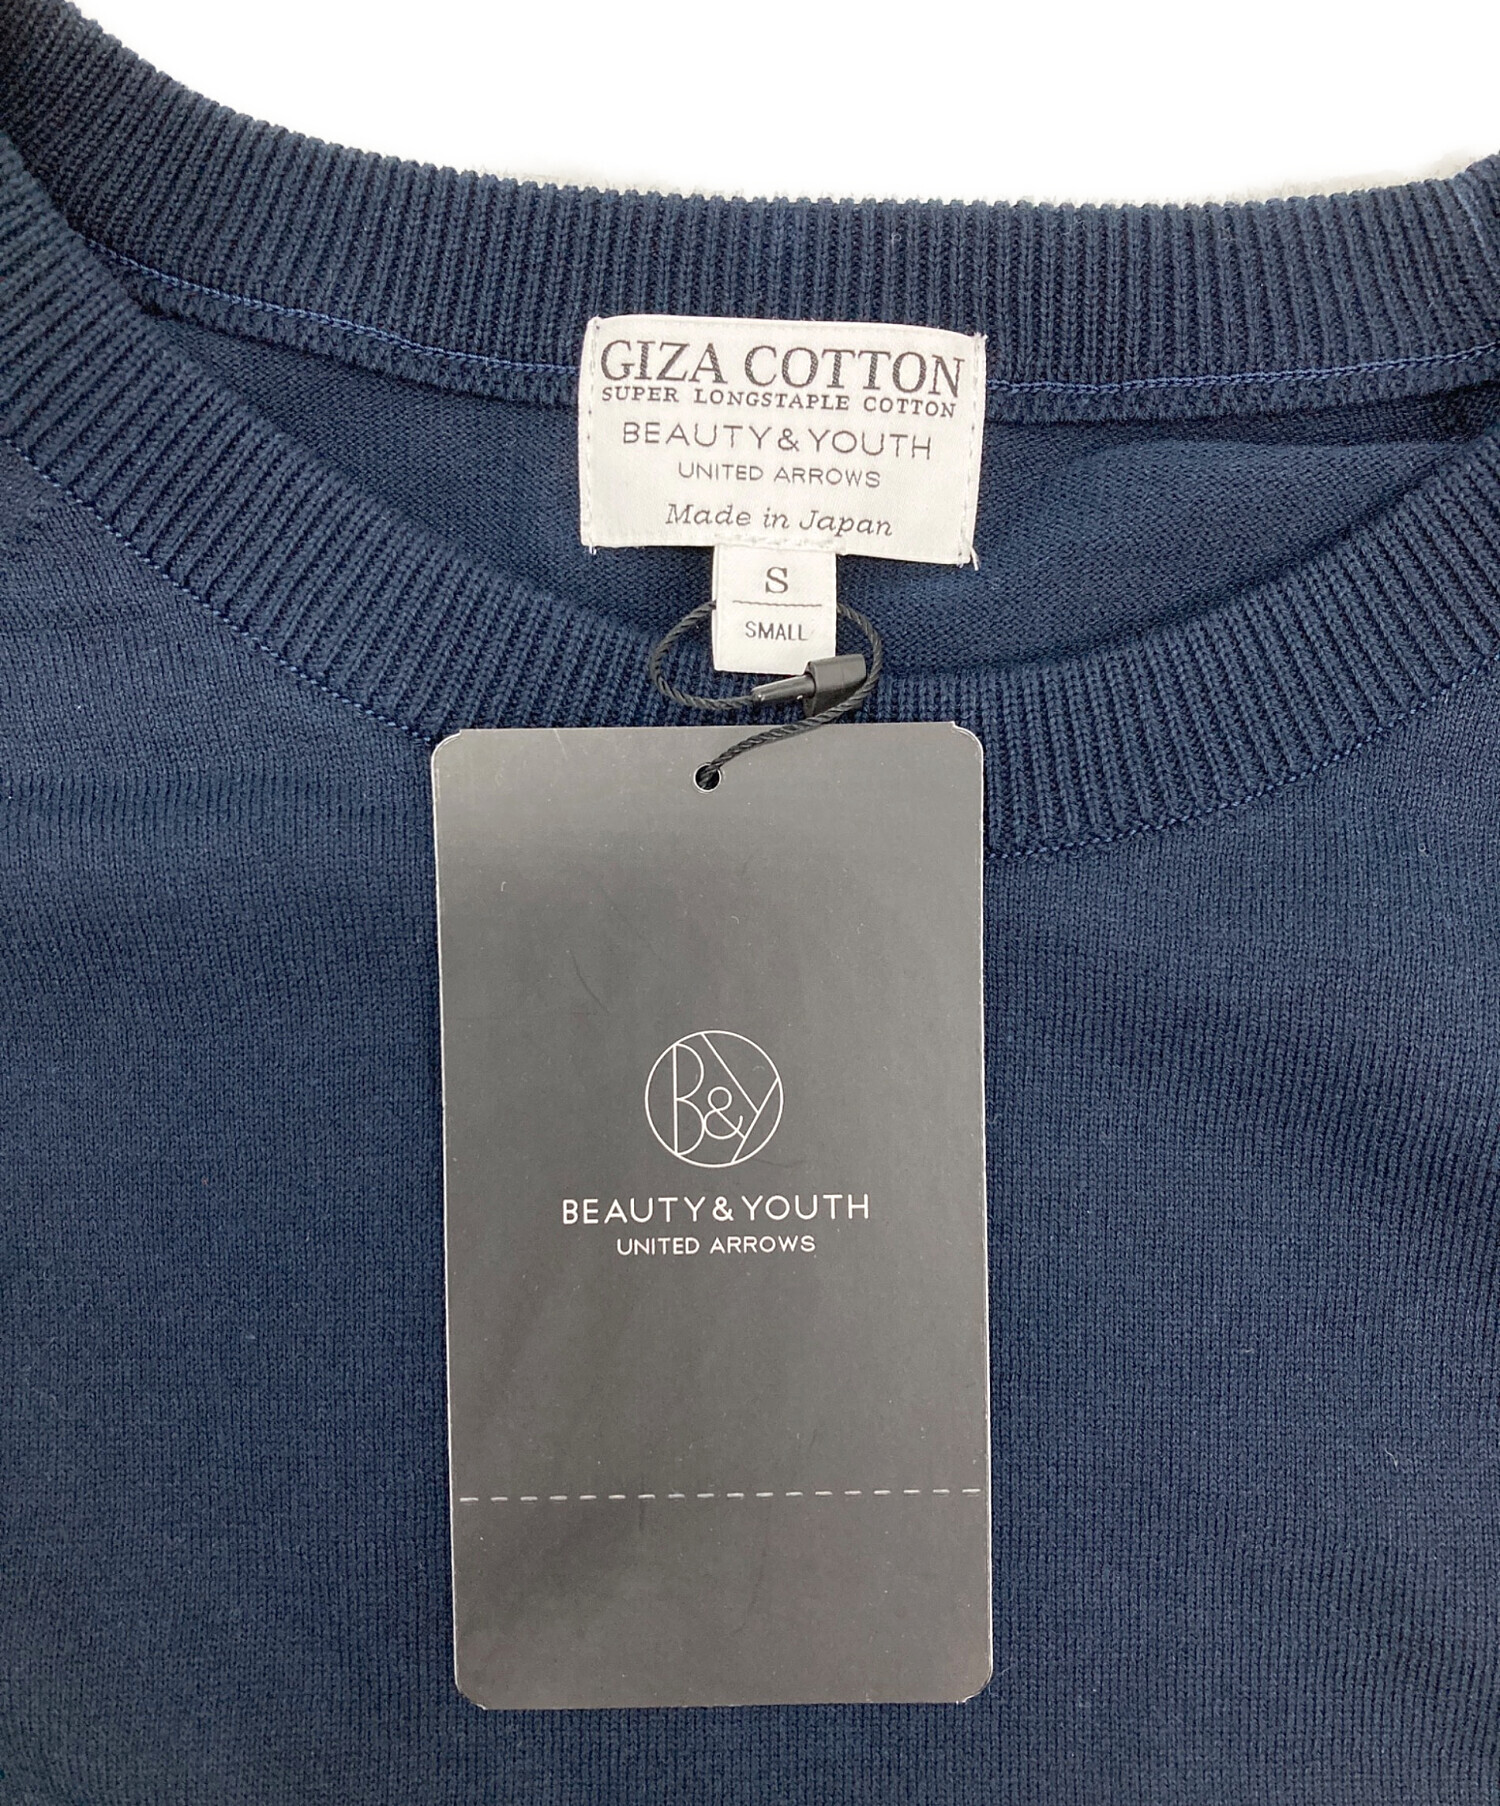 GIZA COTTON
SUPER LONGSTAPLE COTTON
BEAUTY&YOUTH
UNITED ARROWS
Made in Japan
S
SMALL
B&Y
BEAUTY&YOUTH
UNITED ARROWS